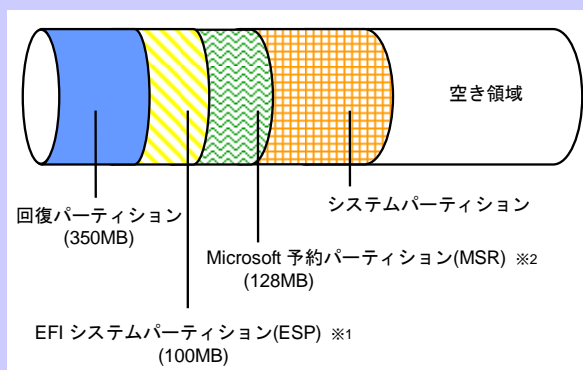 空き領域
システムパーティション
回復パーティション
(350MB)
Microsoft 予約パーティション(MSR) ※2
(128MB)
EFI システムパーティション(ESP) ※1
(100MB)